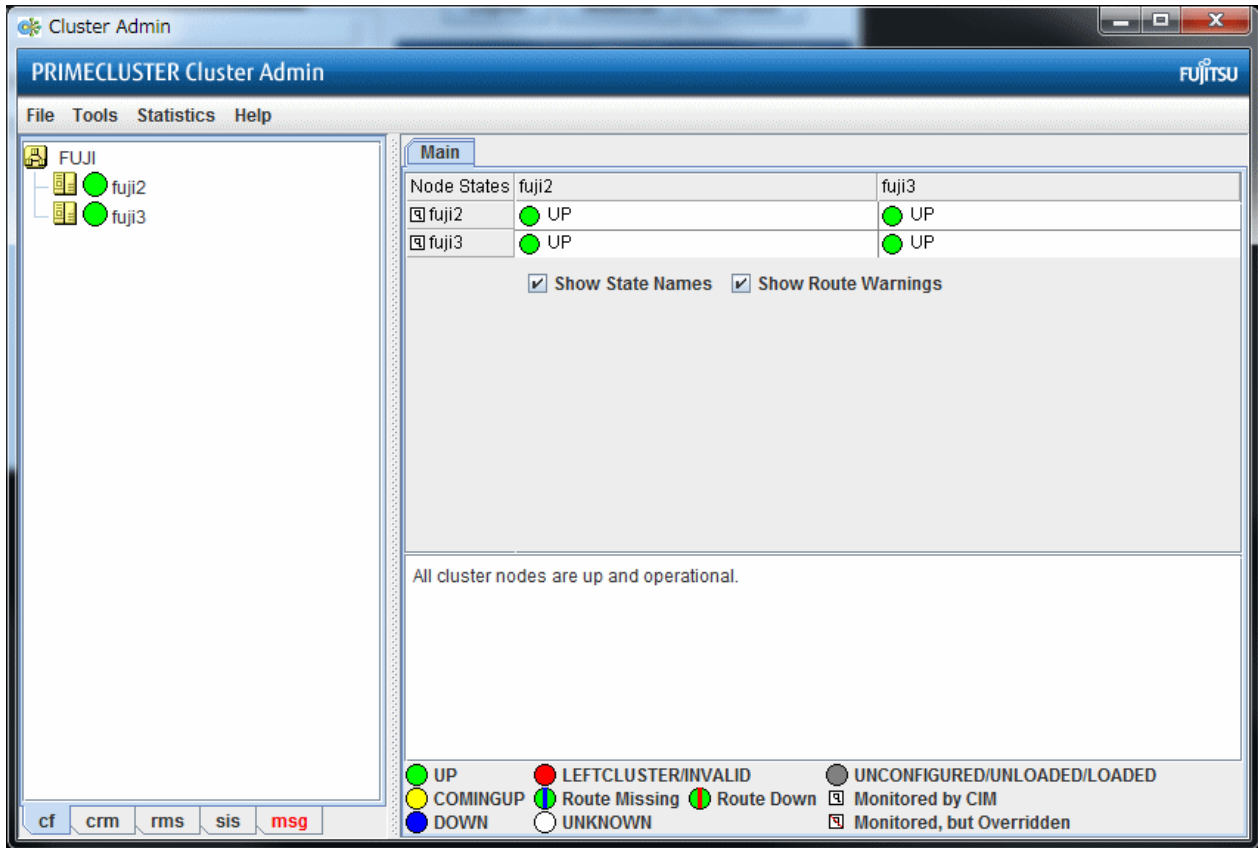 Cluster Admin
PRIMECLUSTER Cluster Admin
FUJITSU
File Tools Statistics Help
FUJI
fuji2
fuji3
Main
Node States fuji2 fuji3
fuji2 UP UP
fuji3 UP UP
Show State Names Show Route Warnings
All cluster nodes are up and operational.
UP LEFTCLUSTER/INVALID UNCONFIGURED/UNLOADED/LOADED
COMINGUP Route Missing Route Down Monitored by CIM
DOWN UNKNOWN Monitored, but Overridden
cf crm rms sis msg